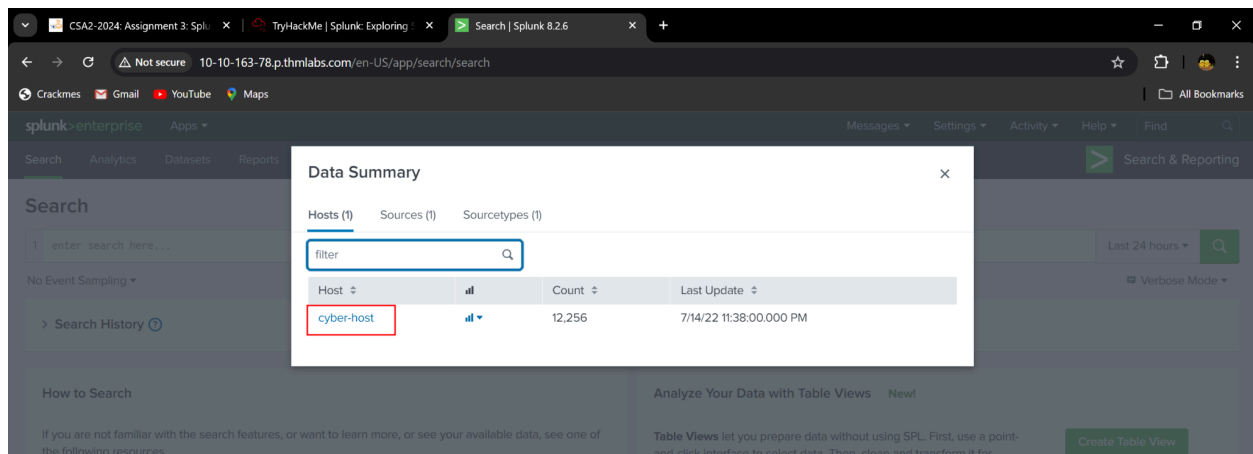 CSA2-2024: Assignment 3: Splu
TryHackMe | Splunk: Exploring S
Search | Splunk 8.2.6
Not secure 10-10-163-78.p.thmlabs.com/en-US/app/search/search
Crackmes Gmail YouTube Maps All Bookmarks
splunk>enterprise Apps Messages Settings Activity Help Find
Search Analytics Datasets Reports Search & Reporting
Data Summary
Search
Hosts (1) Sources (1) Sourcetypes (1)
1 enter search here... Last 24 hours
filter
No Event Sampling Verbose Mode
Host Count Last Update
> Search History
cyber-host 12,256 7/14/22 11:38:00.000 PM
How to Search
Analyze Your Data with Table Views New!
If you are not familiar with the search features, or want to learn more, or see your available data, see one of
the following resources.
Table Views let you prepare data without using SPL. First, use a point-
and-click interface to select data. Then, clean and transform it for
Create Table View